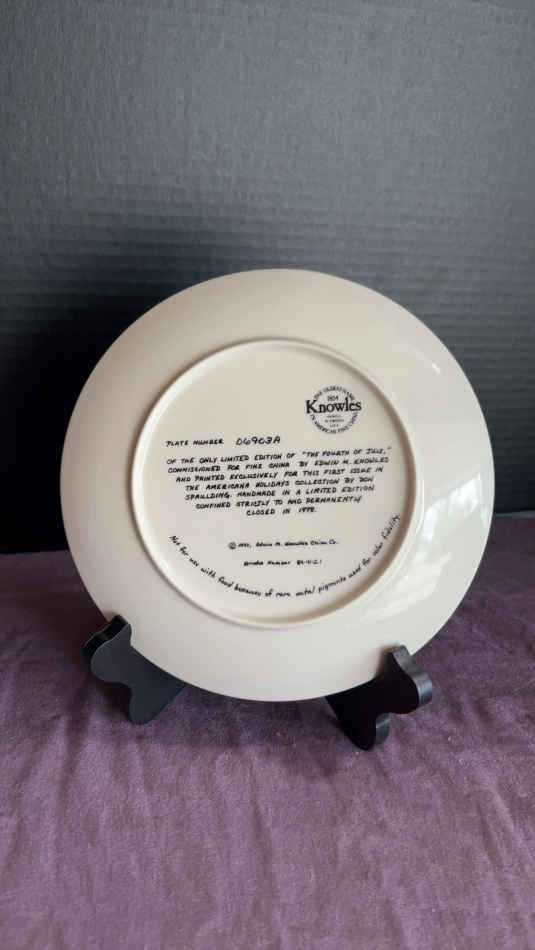 THE OLDEST NAME
1854
Knowles
IN AMERICAN FINE CHINA
PLATE NUMBER 06903A
OF THE ONLY LIMITED EDITION OF "THE FOURTH OF JULY,"
COMMISSIONED FOR FINE CHINA BY EDWIN M. KNOWLES
AND PAINTED EXCLUSIVELY FOR THIS FIRST ISSUE IN
THE AMERICANA HOLIDAYS COLLECTION BY DON
SPAULDING. HANDMADE IN A LIMITED EDITION
CONFINED STRICTLY TO AND PERMANENTLY
CLOSED IN 1978.
© Edwin M. Knowles China Co.
Bradex Number 84-K41-2.1
Not for use with food because of rare metal pigments used for color fidelity.